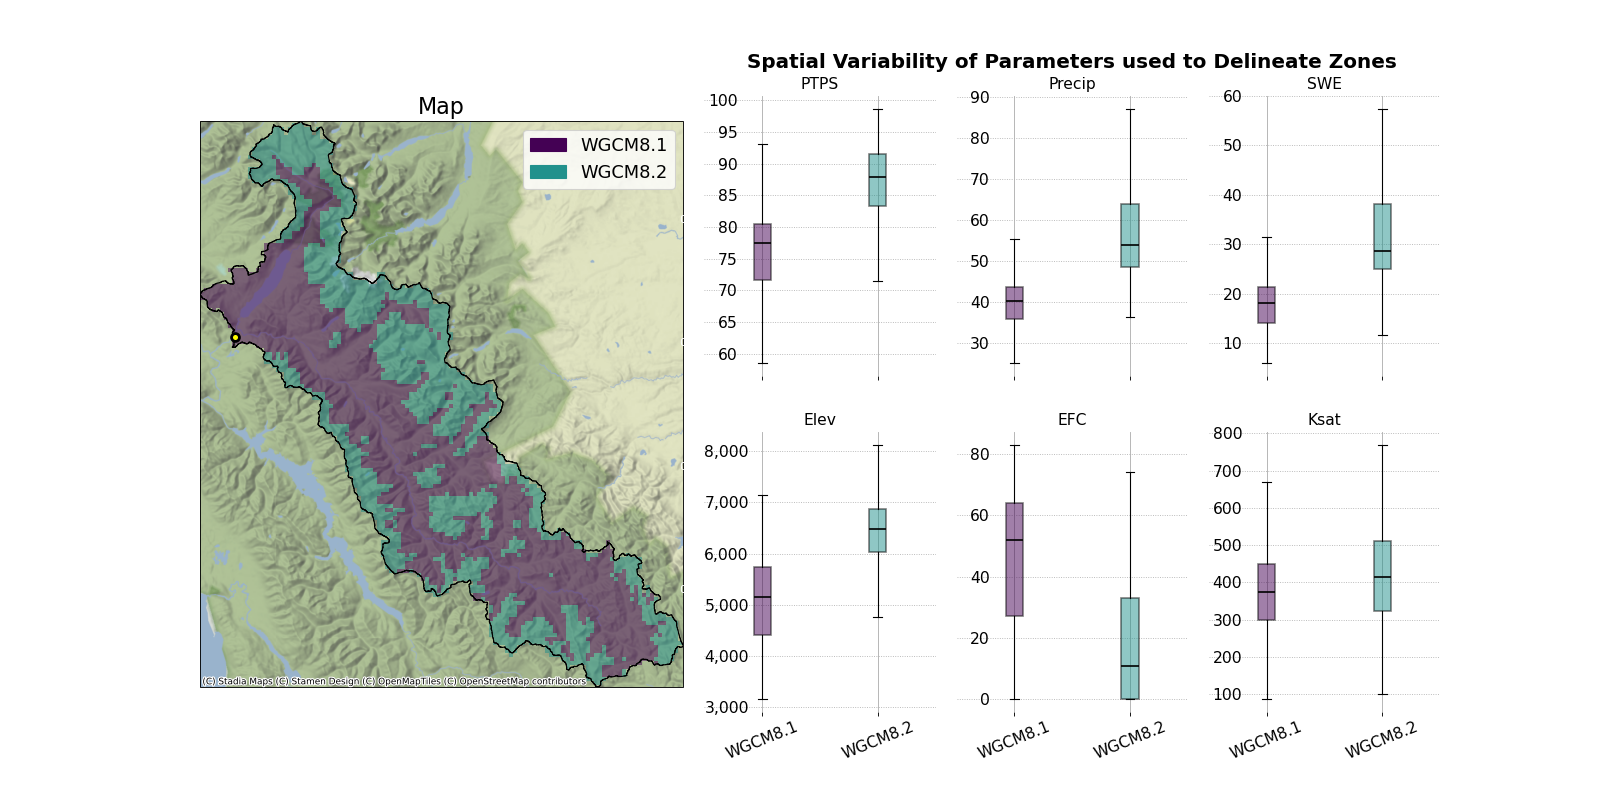 Spatial Variability of Parameters used to Delineate Zones
Map
WGCM8.1
WGCM8.2
(C) Stadia Maps (C) Stamen Design (C) OpenMapTiles (C) OpenStreetMap contributors
PTPS
100
95
90
85
80
75
70
65
60
Precip
90
80
70
60
50
40
30
SWE
60
50
40
30
20
10
Elev
8,000
7,000
6,000
5,000
4,000
3,000
WGCM8.1
WGCM8.2
EFC
80
60
40
20
0
WGCM8.1
WGCM8.2
Ksat
800
700
600
500
400
300
200
100
WGCM8.1
WGCM8.2